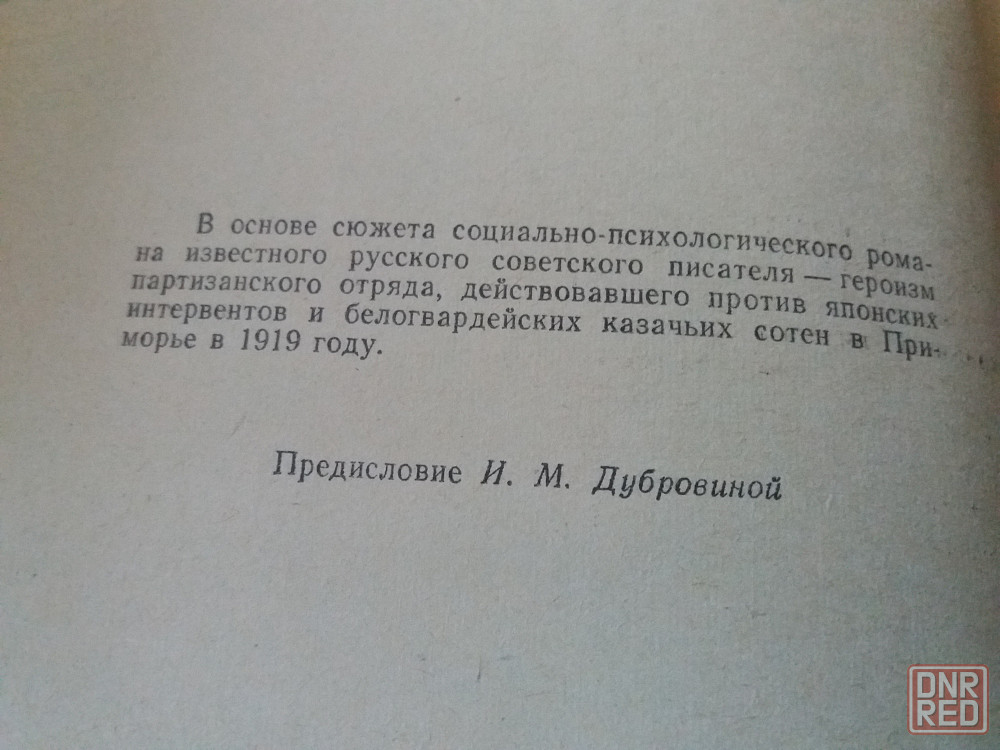 В основе сюжета социально-психологического рома-
на известного русского советского писателя — героизм
партизанского отряда, действовавшего против японских
интервентов и белогвардейских казачьих сотен в При-
морье в 1919 году.
Предисловие И. М. Дубровиной
DNR
RED